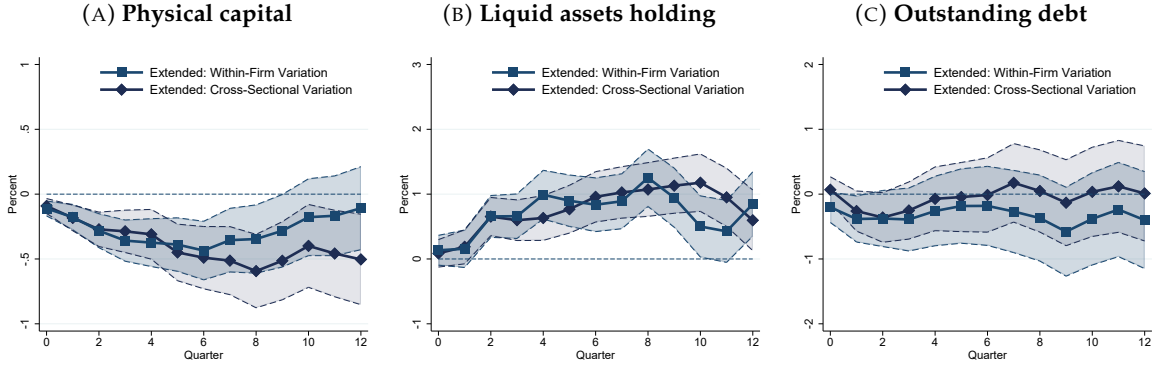 (A) Physical capital
Extended: Within-Firm Variation
Extended: Cross-Sectional Variation
Percent
1
.5
0
-.5
-1
0 2 4 6 8 10 12
Quarter
(B) Liquid assets holding
Extended: Within-Firm Variation
Extended: Cross-Sectional Variation
Percent
3
2
1
0
-1
0 2 4 6 8 10 12
Quarter
(C) Outstanding debt
Extended: Within-Firm Variation
Extended: Cross-Sectional Variation
Percent
2
1
0
-1
-2
0 2 4 6 8 10 12
Quarter